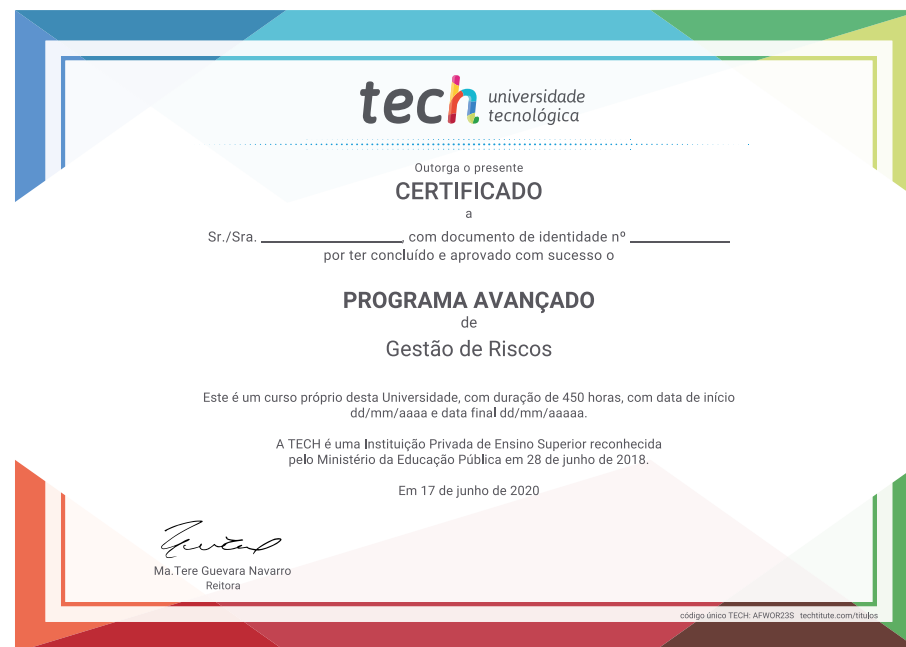 tech universidade
tecnológica
Outorga o presente
CERTIFICADO
a
Sr./Sra. ____________________, com documento de identidade nº ______________
por ter concluído e aprovado com sucesso o
PROGRAMA AVANÇADO
de
Gestão de Riscos
Este é um curso próprio desta Universidade, com duração de 450 horas, com data de início
dd/mm/aaaa e data final dd/mm/aaaaa.
A TECH é uma Instituição Privada de Ensino Superior reconhecida
pelo Ministério da Educação Pública em 28 de junho de 2018.
Em 17 de junho de 2020
Ma.Tere Guevara Navarro
Reitora
código único TECH: AFWOR23S techtitute.com/titulos